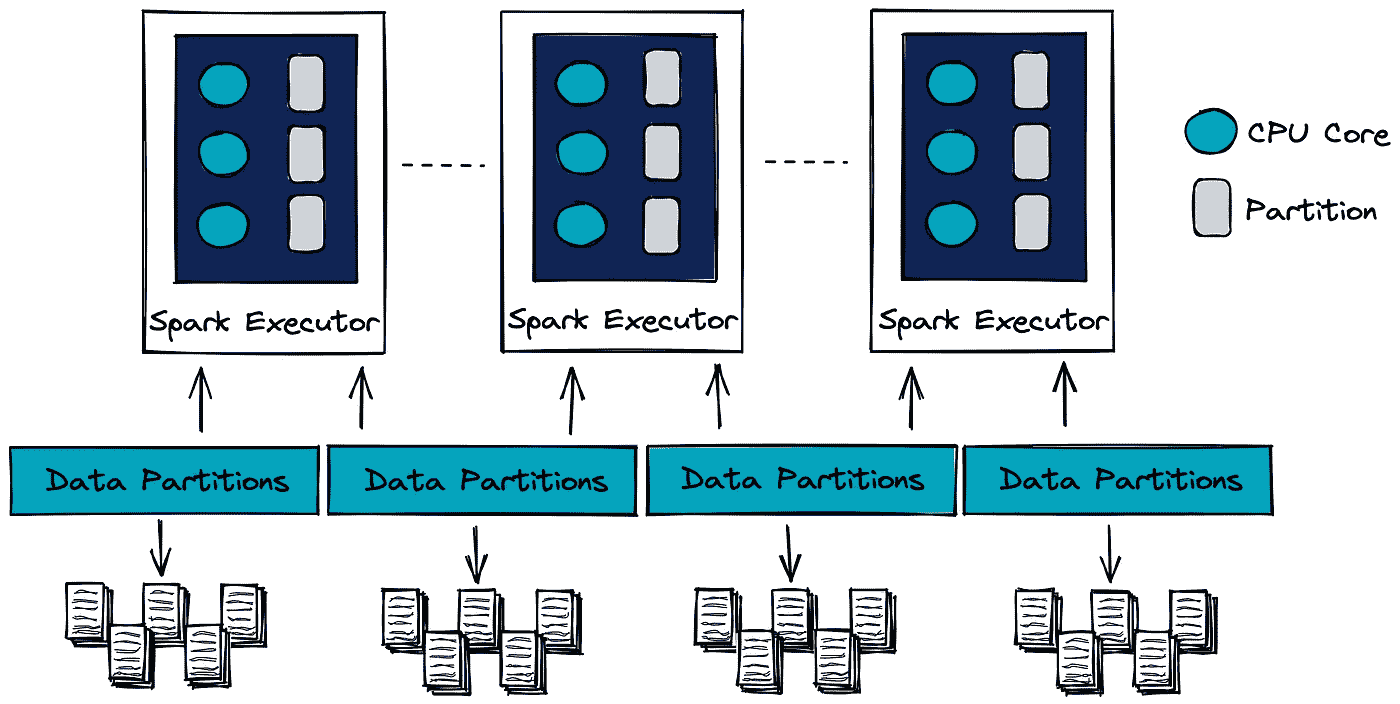 CPU Core
Partition
Spark Executor
Spark Executor
Spark Executor
Data Partitions
Data Partitions
Data Partitions
Data Partitions